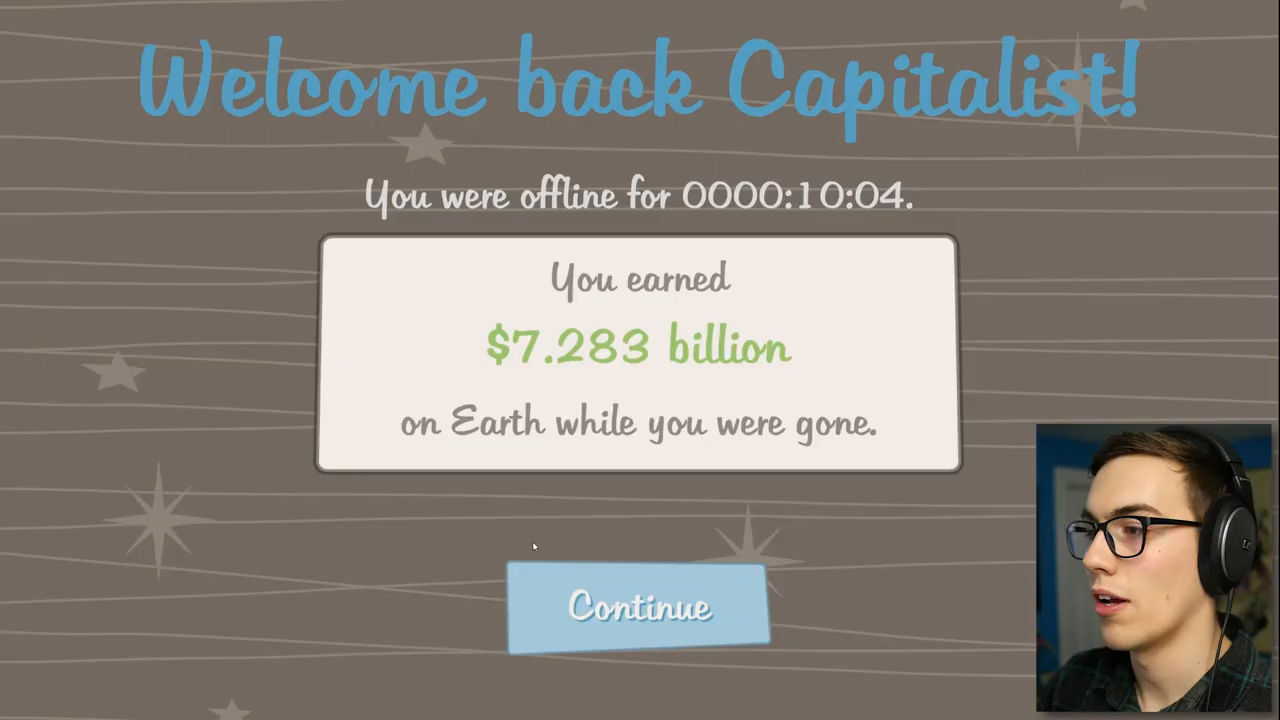 Welcome back Capitalist!
You were offline for 0000:10:04.
You earned
$7.283 billion
on Earth while you were gone.
Continue